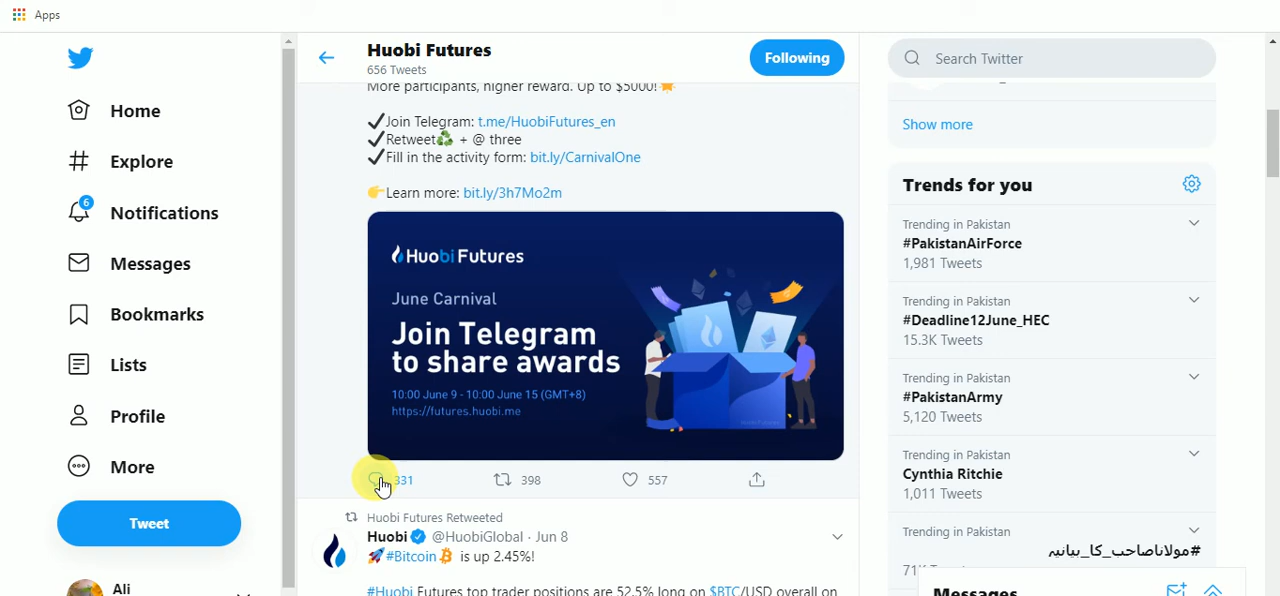 Apps
Home
Explore
6
Notifications
Messages
Bookmarks
Lists
Profile
More
Tweet
Ali
Huobi Futures
656 Tweets
Following
More participants, higher reward. Up to $5000!💥
✔Join Telegram: t.me/HuobiFutures_en
✔Retweet♻ + @ three
✔Fill in the activity form: bit.ly/CarnivalOne
👉Learn more: bit.ly/3h7Mo2m
Huobi Futures
June Carnival
Join Telegram
to share awards
10:00 June 9 - 10:00 June 15 (GMT+8)
https://futures.huobi.me
331
398
557
Huobi Futures Retweeted
Huobi @HuobiGlobal · Jun 8
🚀#Bitcoin is up 2.45%!
#Huobi Futures top trader positions are 52.5% long on $BTC/USD overall on
Search Twitter
Show more
Trends for you
Trending in Pakistan
#PakistanAirForce
1,981 Tweets
Trending in Pakistan
#Deadline12June_HEC
15.3K Tweets
Trending in Pakistan
#PakistanArmy
5,120 Tweets
Trending in Pakistan
Cynthia Ritchie
1,011 Tweets
Trending in Pakistan
#مولاناصاحب_کا_بیانیہ
Messages